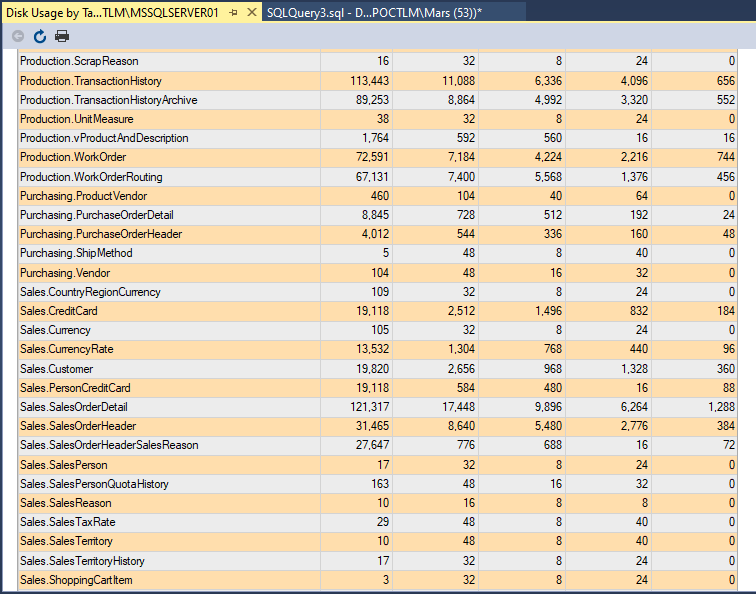 Disk Usage by Ta...TLM\MSSQLSERVER01 SQLQuery3.sql - D...POCTLM\Mars (53))*
Production.ScrapReason 16 32 8 24 0
Production.TransactionHistory 113,443 11,088 6,336 4,096 656
Production.TransactionHistoryArchive 89,253 8,864 4,992 3,320 552
Production.UnitMeasure 38 32 8 24 0
Production.vProductAndDescription 1,764 592 560 16 16
Production.WorkOrder 72,591 7,184 4,224 2,216 744
Production.WorkOrderRouting 67,131 7,400 5,568 1,376 456
Purchasing.ProductVendor 460 104 40 64 0
Purchasing.PurchaseOrderDetail 8,845 728 512 192 24
Purchasing.PurchaseOrderHeader 4,012 544 336 160 48
Purchasing.ShipMethod 5 48 8 40 0
Purchasing.Vendor 104 48 16 32 0
Sales.CountryRegionCurrency 109 32 8 24 0
Sales.CreditCard 19,118 2,512 1,496 832 184
Sales.Currency 105 32 8 24 0
Sales.CurrencyRate 13,532 1,304 768 440 96
Sales.Customer 19,820 2,656 968 1,328 360
Sales.PersonCreditCard 19,118 584 480 16 88
Sales.SalesOrderDetail 121,317 17,448 9,896 6,264 1,288
Sales.SalesOrderHeader 31,465 8,640 5,480 2,776 384
Sales.SalesOrderHeaderSalesReason 27,647 776 688 16 72
Sales.SalesPerson 17 32 8 24 0
Sales.SalesPersonQuotaHistory 163 48 16 32 0
Sales.SalesReason 10 16 8 8 0
Sales.SalesTaxRate 29 48 8 40 0
Sales.SalesTerritory 10 48 8 40 0
Sales.SalesTerritoryHistory 17 32 8 24 0
Sales.ShoppingCartItem 3 32 8 24 0